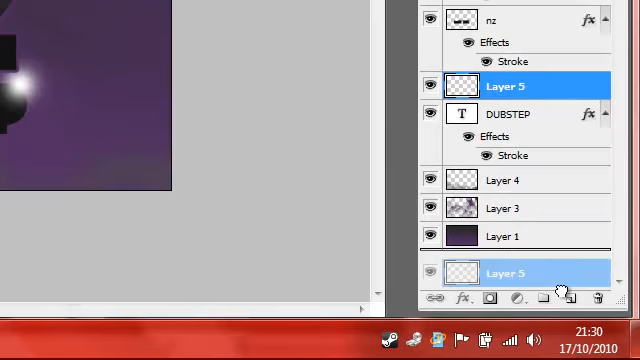 nz fx
Effects
Stroke
Layer 5
T DUBSTEP fx
Effects
Stroke
Layer 4
Layer 3
Layer 1
Layer 5
fx
21:30
17/10/2010